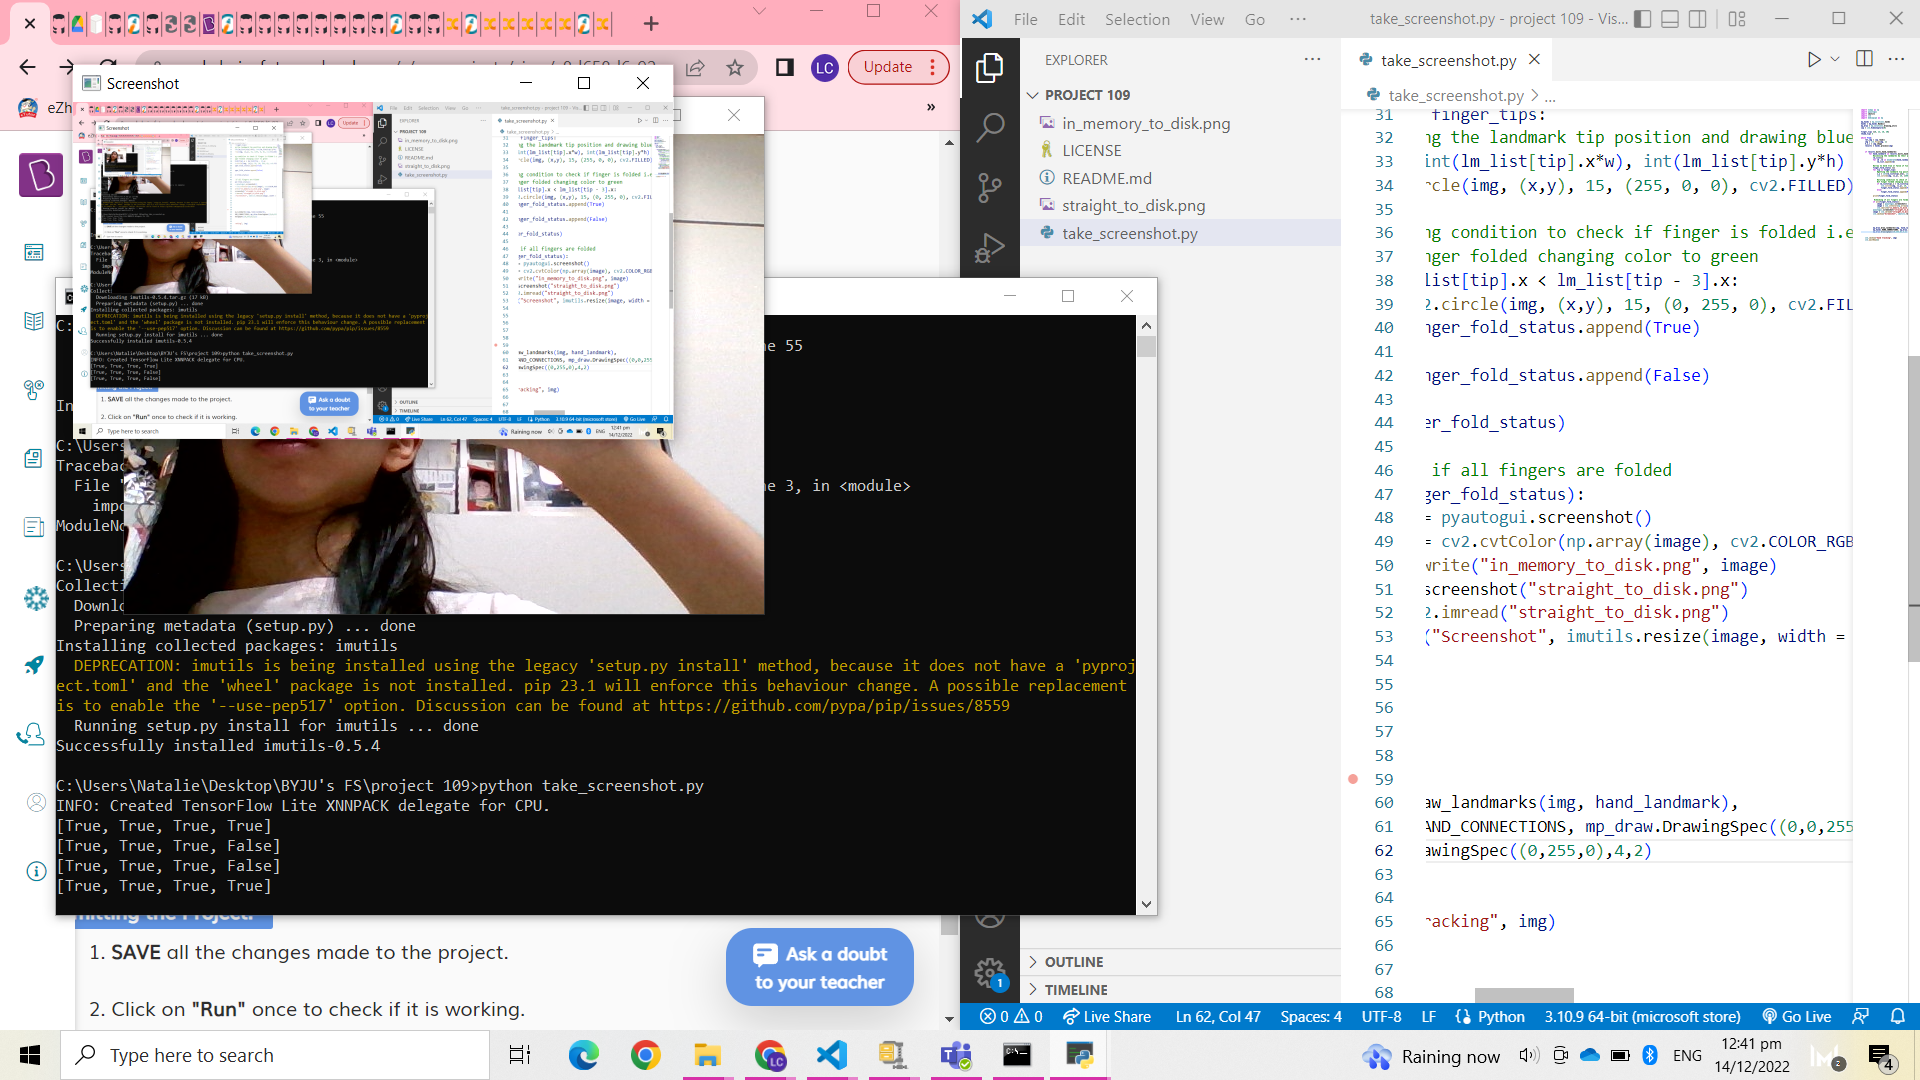 LC
Update
eZh
»
Screenshot
File Edit Selection View Go ···
take_screenshot.py - project 109 - Vis...
EXPLORER
PROJECT 109
in_memory_to_disk.png
LICENSE
README.md
straight_to_disk.png
take_screenshot.py
OUTLINE
TIMELINE
take_screenshot.py
take_screenshot.py > ...
31 finger_tips:
32 ng the landmark tip position and drawing blue
33 int(lm_list[tip].x*w), int(lm_list[tip].y*h)
34 rcle(img, (x,y), 15, (255, 0, 0), cv2.FILLED)
35
36 ng condition to check if finger is folded i.e
37 nger folded changing color to green
38 list[tip].x < lm_list[tip - 3].x:
39 2.circle(img, (x,y), 15, (0, 255, 0), cv2.FIL
40 nger_fold_status.append(True)
41
42 nger_fold_status.append(False)
43
44 er_fold_status)
45
46 if all fingers are folded
47 ger_fold_status):
48 = pyautogui.screenshot()
49 = cv2.cvtColor(np.array(image), cv2.COLOR_RGB
50 write("in_memory_to_disk.png", image)
51 screenshot("straight_to_disk.png")
52 2.imread("straight_to_disk.png")
53 ("Screenshot", imutils.resize(image, width =
54
55
56
57
58
59
60 aw_landmarks(img, hand_landmark),
61 AND_CONNECTIONS, mp_draw.DrawingSpec((0,0,255
62 awingSpec((0,255,0),4,2)
63
64
65 racking", img)
66
67
68
ne 55
C:\Users
Traceba
File
ne 3, in <module>
impo
ModuleNo
C:\Users
Collecti
Downlo
Preparing metadata (setup.py) ... done
Installing collected packages: imutils
DEPRECATION: imutils is being installed using the legacy 'setup.py install' method, because it does not have a 'pyproj
ect.toml' and the 'wheel' package is not installed. pip 23.1 will enforce this behaviour change. A possible replacement
is to enable the '--use-pep517' option. Discussion can be found at https://github.com/pypa/pip/issues/8559
Running setup.py install for imutils ... done
Successfully installed imutils-0.5.4
C:\Users\Natalie\Desktop\BYJU's FS\project 109>python take_screenshot.py
INFO: Created TensorFlow Lite XNNPACK delegate for CPU.
[True, True, True, True]
[True, True, True, False]
[True, True, True, False]
[True, True, True, True]
1. SAVE all the changes made to the project.
2. Click on "Run" once to check if it is working.
Ask a doubt
to your teacher
0 0 Live Share Ln 62, Col 47 Spaces: 4 UTF-8 LF Python 3.10.9 64-bit (microsoft store) Go Live
Type here to search
Raining now ENG
12:41 pm
14/12/2022
4